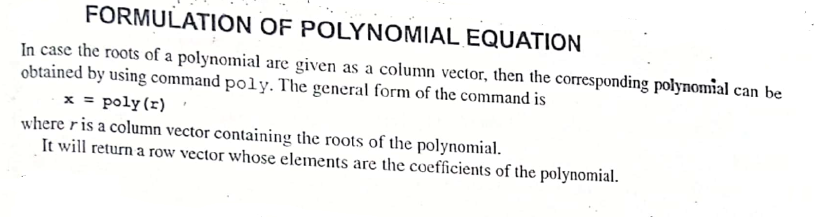 FORMULATION OF POLYNOMIAL EQUATION
In case the roots of a polynomial are given as a column vector, then the corresponding polynomial can be
obtained by using command poly. The general form of the command is
x = poly(r)
where r is a column vector containing the roots of the polynomial.
It will return a row vector whose elements are the coefficients of the polynomial.